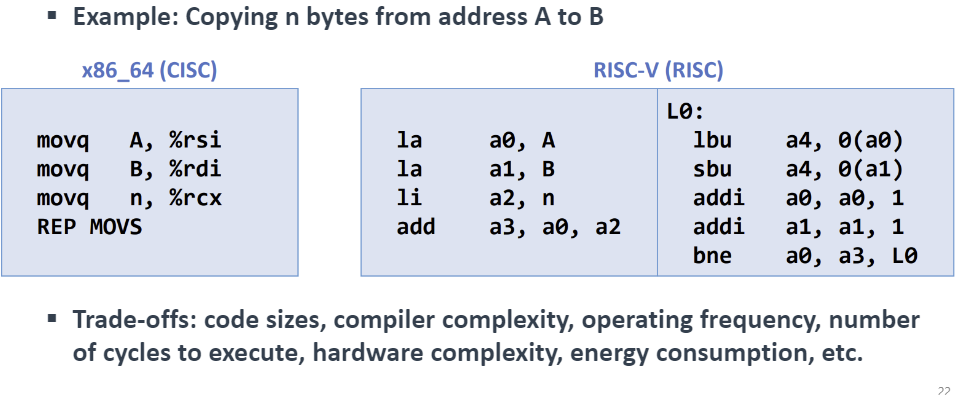 ▪ Example: Copying n bytes from address A to B
x86_64 (CISC)
movq A, %rsi
movq B, %rdi
movq n, %rcx
REP MOVS
RISC-V (RISC)
la a0, A
la a1, B
li a2, n
add a3, a0, a2
L0:
lbu a4, 0(a0)
sbu a4, 0(a1)
addi a0, a0, 1
addi a1, a1, 1
bne a0, a3, L0
▪ Trade-offs: code sizes, compiler complexity, operating frequency, number
of cycles to execute, hardware complexity, energy consumption, etc.
22